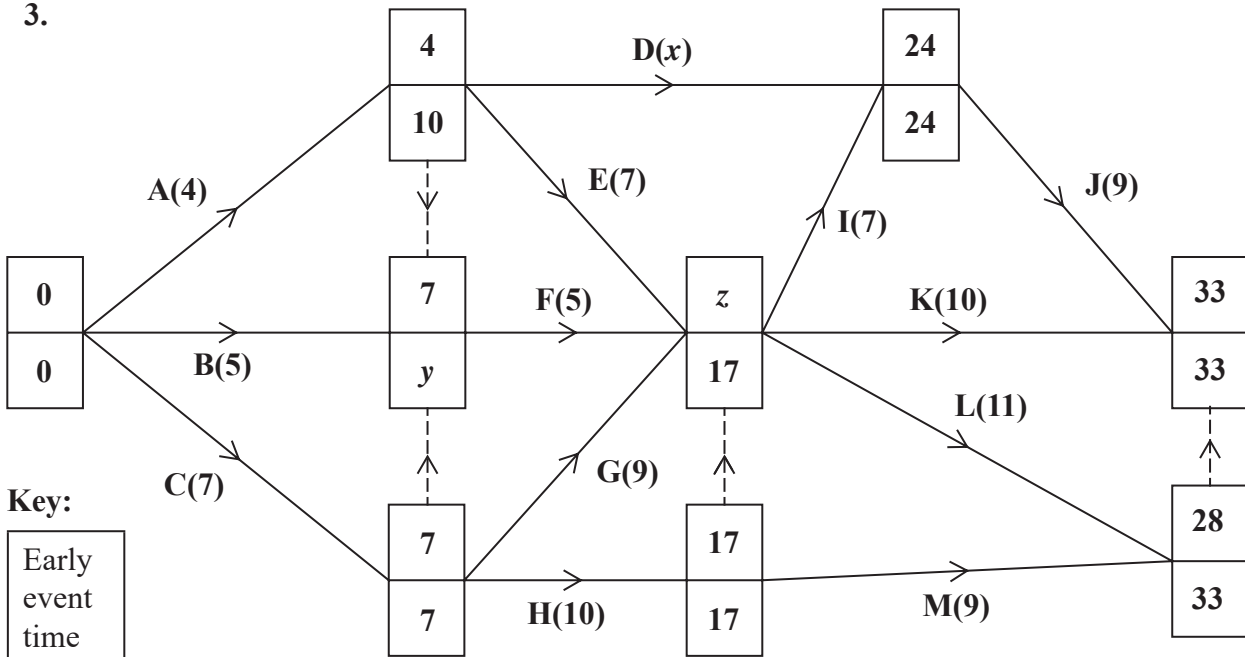 3.
4
10
D(x)
24
24
A(4)
E(7)
I(7)
J(9)
0
0
B(5)
7
y
F(5)
z
17
K(10)
33
33
C(7)
G(9)
L(11)
Key:
Early
event
time
7
7
H(10)
17
17
M(9)
28
33